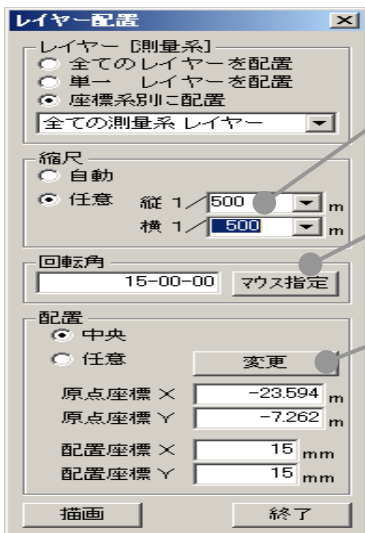 レイヤー配置
レイヤー [測量系]
全てのレイヤーを配置
単一 レイヤーを配置
座標系別に配置
全ての測量系 レイヤー
縮尺
自動
任意 縦 1/ 500 m
横 1/ 500 m
回転角
15-00-00 マウス指定
配置
中央
任意 変更
原点座標 X -23.594 m
原点座標 Y -7.262 m
配置座標 X 15 mm
配置座標 Y 15 mm
描画 終了